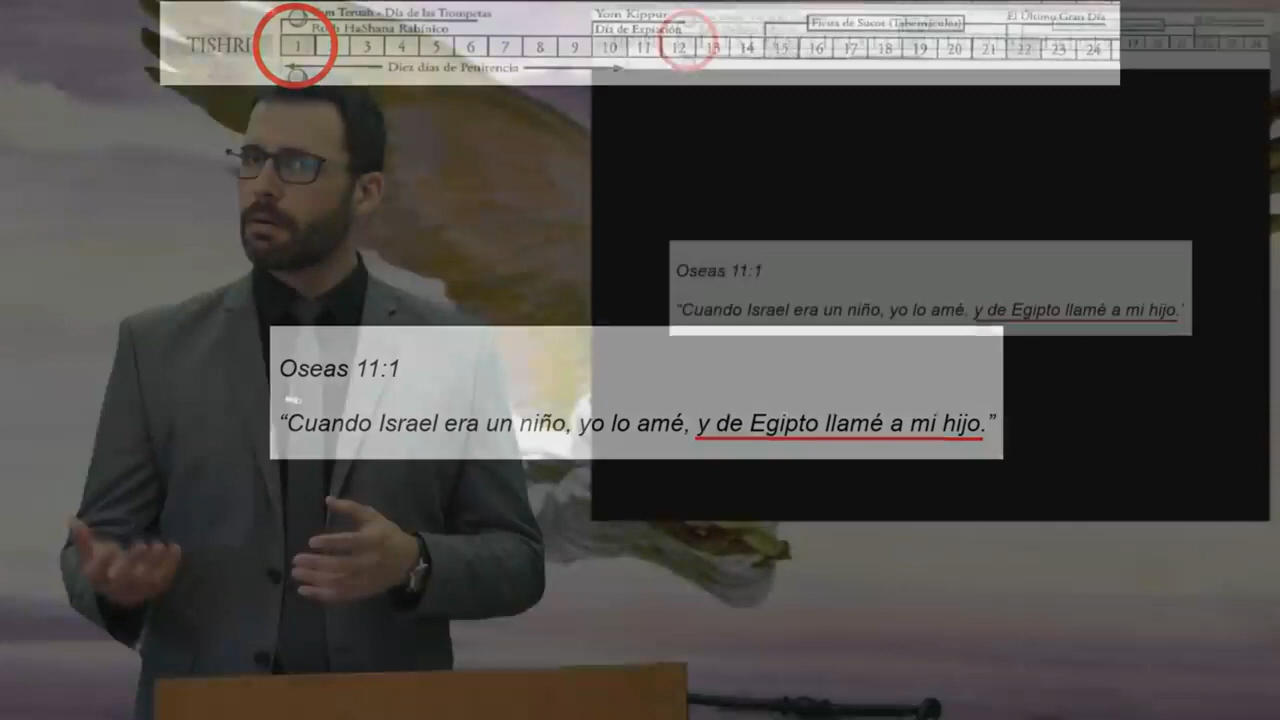 Yom Teruah - Día de las Trompetas
Yom Kippur
El Último Gran Día
Rosh HaShana Rabínico
Día de Expiación
Fiesta de Sucot (Tabernáculos)
TISHRI 1 3 4 5 6 7 8 9 10 11 12 13 14 15 16 17 18 19 20 21 22 23 24
Diez días de Penitencia
Oseas 11:1
“Cuando Israel era un niño, yo lo amé, y de Egipto llamé a mi hijo.”
Oseas 11:1
“Cuando Israel era un niño, yo lo amé, y de Egipto llamé a mi hijo.”